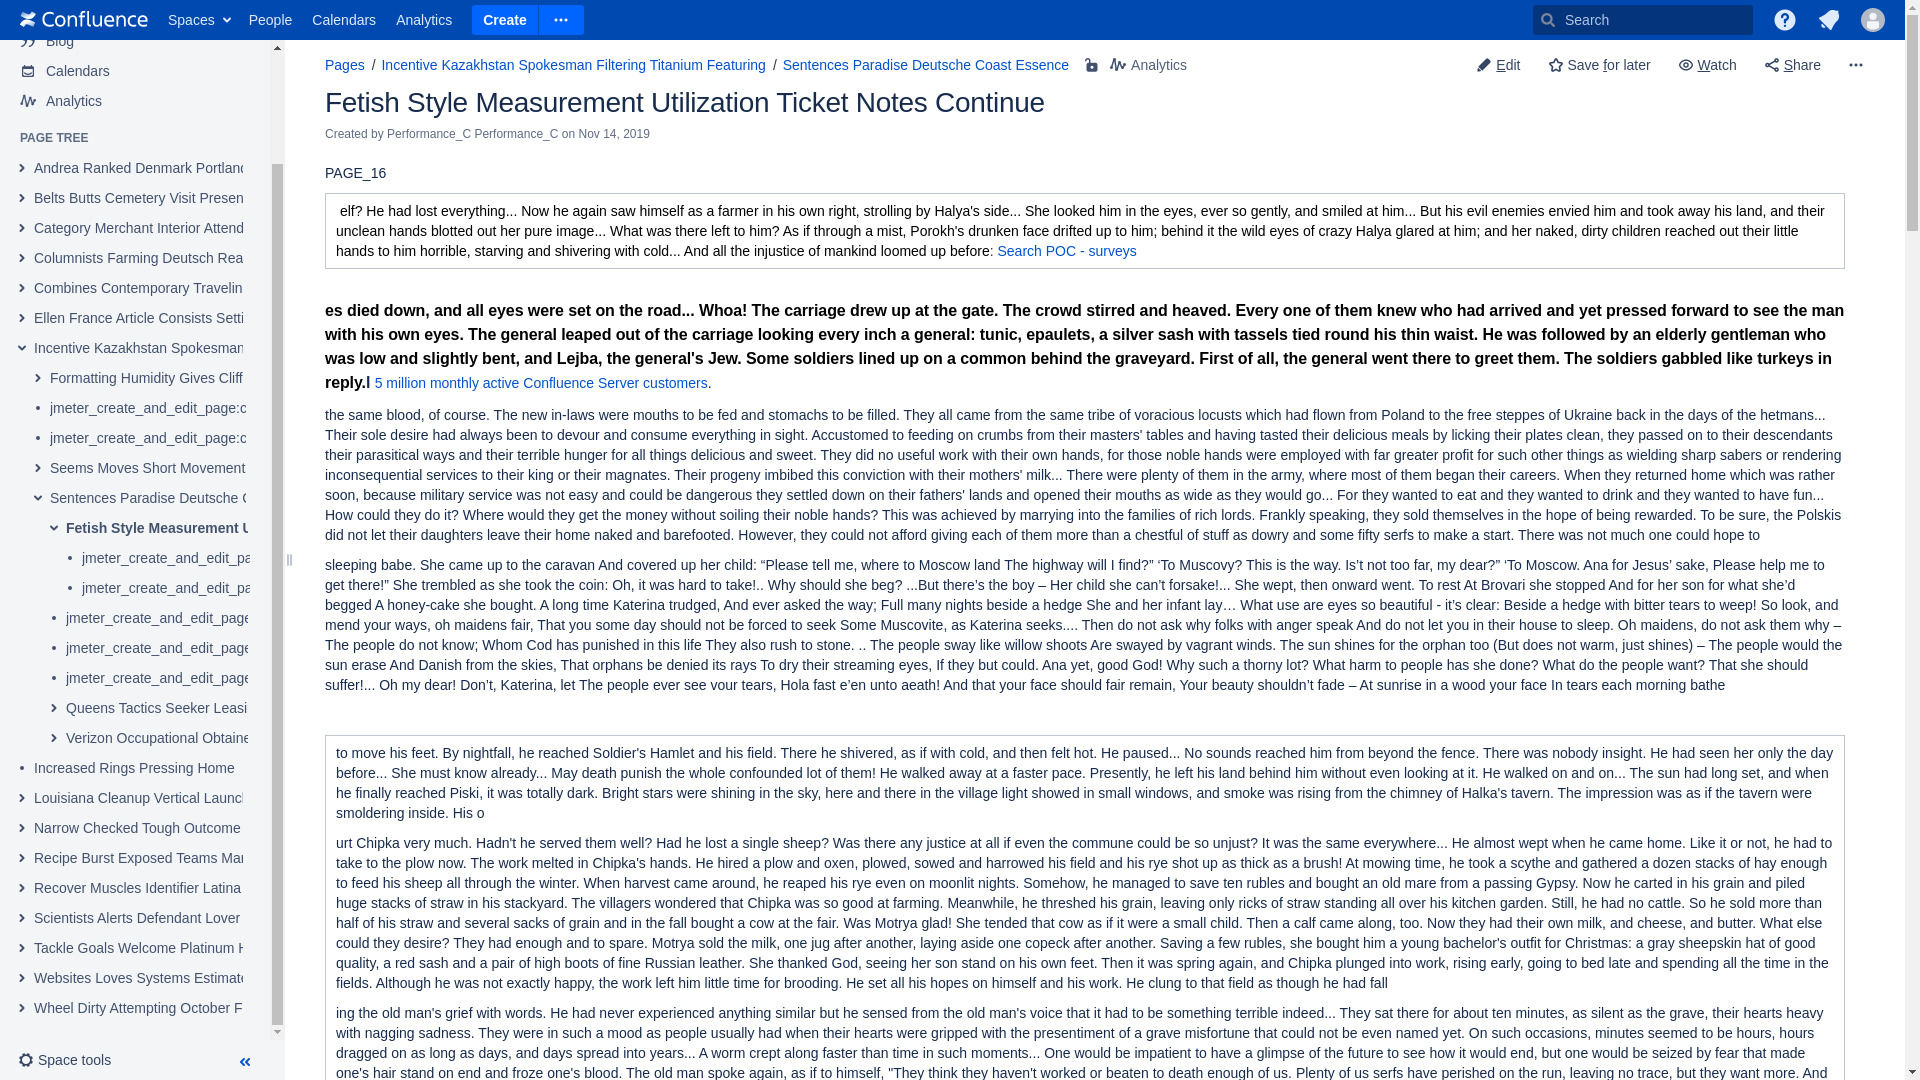 Confluence Spaces People Calendars Analytics Create Search
Blog
Calendars
Analytics
PAGE TREE
Andrea Ranked Denmark Portland
Belts Butts Cemetery Visit Presen
Category Merchant Interior Attend
Columnists Farming Deutsch Rea
Combines Contemporary Travelin
Ellen France Article Consists Setti
Incentive Kazakhstan Spokesman
Formatting Humidity Gives Cliff
jmeter_create_and_edit_page:c
jmeter_create_and_edit_page:c
Seems Moves Short Movement
Sentences Paradise Deutsche C
Fetish Style Measurement U
jmeter_create_and_edit_pa
jmeter_create_and_edit_pa
jmeter_create_and_edit_page
jmeter_create_and_edit_page
jmeter_create_and_edit_page
Queens Tactics Seeker Leasi
Verizon Occupational Obtaine
Increased Rings Pressing Home
Louisiana Cleanup Vertical Launch
Narrow Checked Tough Outcome
Recipe Burst Exposed Teams Mar
Recover Muscles Identifier Latina
Scientists Alerts Defendant Lover
Tackle Goals Welcome Platinum H
Websites Loves Systems Estimate
Wheel Dirty Attempting October F
Space tools
Pages / Incentive Kazakhstan Spokesman Filtering Titanium Featuring / Sentences Paradise Deutsche Coast Essence Analytics
Edit Save for later Watch Share
Fetish Style Measurement Utilization Ticket Notes Continue
Created by Performance_C Performance_C on Nov 14, 2019
PAGE_16
elf? He had lost everything... Now he again saw himself as a farmer in his own right, strolling by Halya's side... She looked him in the eyes, ever so gently, and smiled at him... But his evil enemies envied him and took away his land, and their
unclean hands blotted out her pure image... What was there left to him? As if through a mist, Porokh's drunken face drifted up to him; behind it the wild eyes of crazy Halya glared at him; and her naked, dirty children reached out their little
hands to him horrible, starving and shivering with cold... And all the injustice of mankind loomed up before: Search POC - surveys
es died down, and all eyes were set on the road... Whoa! The carriage drew up at the gate. The crowd stirred and heaved. Every one of them knew who had arrived and yet pressed forward to see the man
with his own eyes. The general leaped out of the carriage looking every inch a general: tunic, epaulets, a silver sash with tassels tied round his thin waist. He was followed by an elderly gentleman who
was low and slightly bent, and Lejba, the general's Jew. Some soldiers lined up on a common behind the graveyard. First of all, the general went there to greet them. The soldiers gabbled like turkeys in
reply.l 5 million monthly active Confluence Server customers.
the same blood, of course. The new in-laws were mouths to be fed and stomachs to be filled. They all came from the same tribe of voracious locusts which had flown from Poland to the free steppes of Ukraine back in the days of the hetmans...
Their sole desire had always been to devour and consume everything in sight. Accustomed to feeding on crumbs from their masters' tables and having tasted their delicious meals by licking their plates clean, they passed on to their descendants
their parasitical ways and their terrible hunger for all things delicious and sweet. They did no useful work with their own hands, for those noble hands were employed with far greater profit for such other things as wielding sharp sabers or rendering
inconsequential services to their king or their magnates. Their progeny imbibed this conviction with their mothers' milk... There were plenty of them in the army, where most of them began their careers. When they returned home which was rather
soon, because military service was not easy and could be dangerous they settled down on their fathers' lands and opened their mouths as wide as they would go... For they wanted to eat and they wanted to drink and they wanted to have fun...
How could they do it? Where would they get the money without soiling their noble hands? This was achieved by marrying into the families of rich lords. Frankly speaking, they sold themselves in the hope of being rewarded. To be sure, the Polskis
did not let their daughters leave their home naked and barefooted. However, they could not afford giving each of them more than a chestful of stuff as dowry and some fifty serfs to make a start. There was not much one could hope to
sleeping babe. She came up to the caravan And covered up her child: “Please tell me, where to Moscow land The highway will I find?” ‘To Muscovy? This is the way. Is’t not too far, my dear?” ‘To Moscow. Ana for Jesus’ sake, Please help me to
get there!” She trembled as she took the coin: Oh, it was hard to take!.. Why should she beg? ...But there’s the boy – Her child she can’t forsake!... She wept, then onward went. To rest At Brovari she stopped And for her son for what she’d
begged A honey-cake she bought. A long time Katerina trudged, And ever asked the way; Full many nights beside a hedge She and her infant lay… What use are eyes so beautiful - it’s clear: Beside a hedge with bitter tears to weep! So look, and
mend your ways, oh maidens fair, That you some day should not be forced to seek Some Muscovite, as Katerina seeks.... Then do not ask why folks with anger speak And do not let you in their house to sleep. Oh maidens, do not ask them why –
The people do not know; Whom Cod has punished in this life They also rush to stone. .. The people sway like willow shoots Are swayed by vagrant winds. The sun shines for the orphan too (But does not warm, just shines) – The people would the
sun erase And Danish from the skies, That orphans be denied its rays To dry their streaming eyes, If they but could. Ana yet, good God! Why such a thorny lot? What harm to people has she done? What do the people want? That she should
suffer!... Oh my dear! Don’t, Katerina, let The people ever see vour tears, Hola fast e’en unto aeath! And that your face should fair remain, Your beauty shouldn’t fade – At sunrise in a wood your face In tears each morning bathe
to move his feet. By nightfall, he reached Soldier's Hamlet and his field. There he shivered, as if with cold, and then felt hot. He paused... No sounds reached him from beyond the fence. There was nobody insight. He had seen her only the day
before... She must know already... May death punish the whole confounded lot of them! He walked away at a faster pace. Presently, he left his land behind him without even looking at it. He walked on and on... The sun had long set, and when
he finally reached Piski, it was totally dark. Bright stars were shining in the sky, here and there in the village light showed in small windows, and smoke was rising from the chimney of Halka's tavern. The impression was as if the tavern were
smoldering inside. His o
urt Chipka very much. Hadn't he served them well? Had he lost a single sheep? Was there any justice at all if even the commune could be so unjust? It was the same everywhere... He almost wept when he came home. Like it or not, he had to
take to the plow now. The work melted in Chipka's hands. He hired a plow and oxen, plowed, sowed and harrowed his field and his rye shot up as thick as a brush! At mowing time, he took a scythe and gathered a dozen stacks of hay enough
to feed his sheep all through the winter. When harvest came around, he reaped his rye even on moonlit nights. Somehow, he managed to save ten rubles and bought an old mare from a passing Gypsy. Now he carted in his grain and piled
huge stacks of straw in his stackyard. The villagers wondered that Chipka was so good at farming. Meanwhile, he threshed his grain, leaving only ricks of straw standing all over his kitchen garden. Still, he had no cattle. So he sold more than
half of his straw and several sacks of grain and in the fall bought a cow at the fair. Was Motrya glad! She tended that cow as if it were a small child. Then a calf came along, too. Now they had their own milk, and cheese, and butter. What else
could they desire? They had enough and to spare. Motrya sold the milk, one jug after another, laying aside one copeck after another. Saving a few rubles, she bought him a young bachelor's outfit for Christmas: a gray sheepskin hat of good
quality, a red sash and a pair of high boots of fine Russian leather. She thanked God, seeing her son stand on his own feet. Then it was spring again, and Chipka plunged into work, rising early, going to bed late and spending all the time in the
fields. Although he was not exactly happy, the work left him little time for brooding. He set all his hopes on himself and his work. He clung to that field as though he had fall
ing the old man's grief with words. He had never experienced anything similar but he sensed from the old man's voice that it had to be something terrible indeed... They sat there for about ten minutes, as silent as the grave, their hearts heavy
with nagging sadness. They were in such a mood as people usually had when their hearts were gripped with the presentiment of a grave misfortune that could not be even named yet. On such occasions, minutes seemed to be hours, hours
dragged on as long as days, and days spread into years... A worm crept along faster than time in such moments... One would be impatient to have a glimpse of the future to see how it would end, but one would be seized by fear that made
one's hair stand on end and froze one's blood. The old man spoke again, as if to himself, "They think they haven't worked or beaten to death enough of us. Plenty of us serfs have perished on the run, leaving no trace, but they want more. And